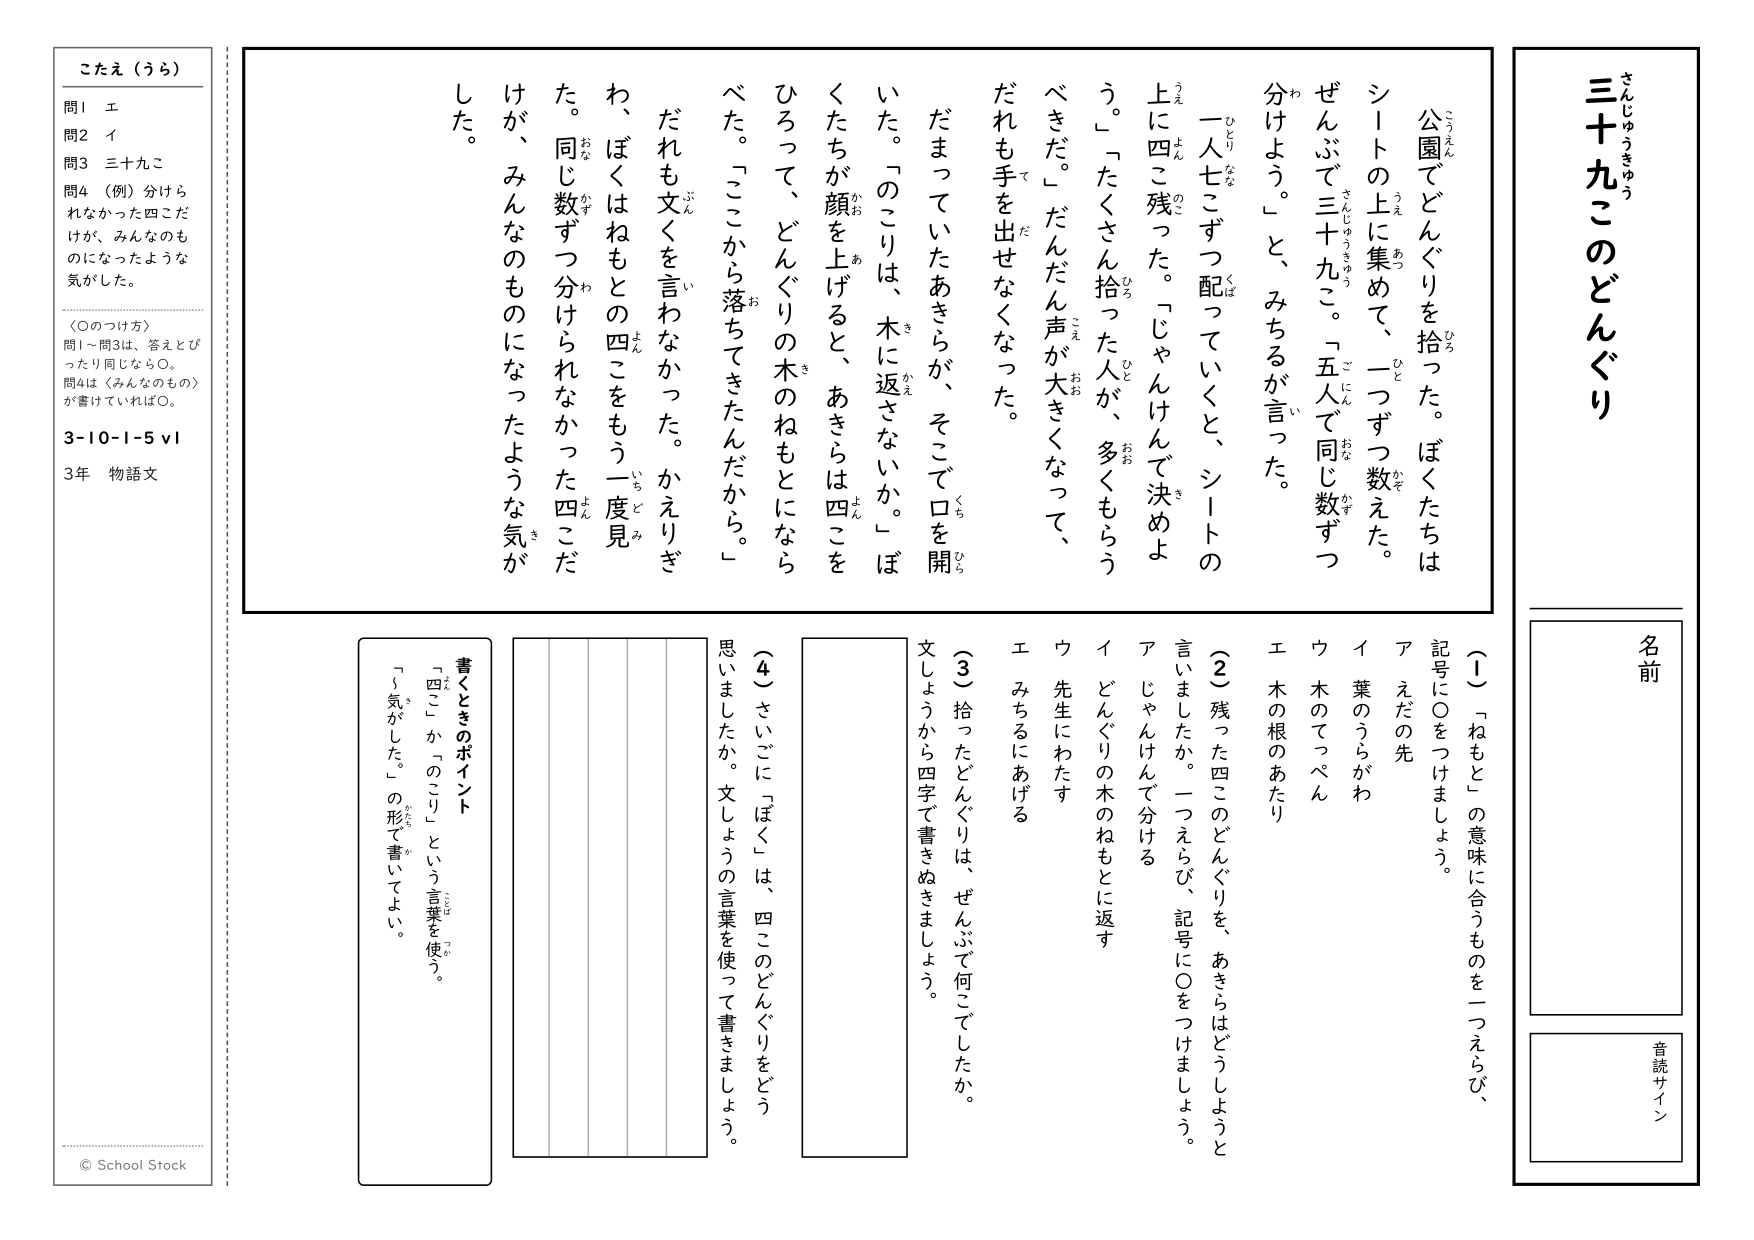 三十九このどんぐり
さんじゅうきゅう
名前
音読サイン
公園でどんぐりを拾った。ぼくたちは
シートの上に集めて、一つずつ数えた。
ぜんぶで三十九こ。「五人で同じ数ずつ
分けよう。」と、みちるが言った。
一人七こずつ配っていくと、シートの
上に四こ残った。「じゃんけんで決めよ
う。」「たくさん拾った人が、多くもらう
べきだ。」だんだん声が大きくなって、
だれも手を出せなくなった。
だまっていたあきらが、そこで口を開
いた。「のこりは、木に返さないか。」ぼ
くたちが顔を上げると、あきらは四こを
ひろって、どんぐりの木のねもとになら
べた。「ここから落ちてきたんだから。」
だれも文くを言わなかった。かえりぎ
わ、ぼくはねもとの四こをもう一度見
た。同じ数ずつ分けられなかった四こだ
けが、みんなのものになったような気が
した。
(1)「ねもと」の意味に合うものを一つえらび、
記号に〇をつけましょう。
ア えだの先
イ 葉のうらがわ
ウ 木のてっぺん
エ 木の根のあたり
(2)残った四このどんぐりを、あきらはどうしようと
言いましたか。一つえらび、記号に〇をつけましょう。
ア じゃんけんで分ける
イ どんぐりの木のねもとに返す
ウ 先生にわたす
エ みちるにあげる
(3)拾ったどんぐりは、ぜんぶで何こでしたか。
文しょうから四字で書きぬきましょう。
(4)さいごに「ぼく」は、四このどんぐりをどう
思いましたか。文しょうの言葉を使って書きましょう。
書くときのポイント
「四こ」か「のこり」という言葉を使う。
「〜気がした。」の形で書いてよい。
こたえ（うら）
問1 エ
問2 イ
問3 三十九こ
問4 （例）分けら
れなかった四こだ
けが、みんなのも
のになったような
気がした。
〈〇のつけ方〉
問1〜問3は、答えとぴ
ったり同じなら〇。
問4は〈みんなのもの〉
が書けていれば〇。
3-10-1-5 v1
3年 物語文
© School Stock